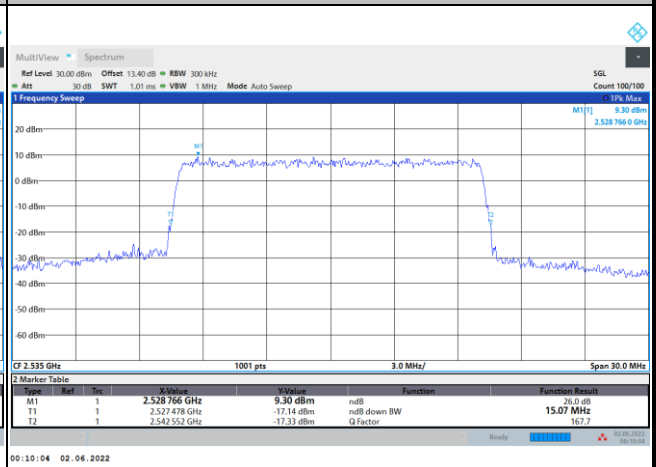 MultiView Spectrum
Ref Level 30.00 dBm Offset 13.40 dB RBW 300 kHz SGL
Att 30 dB SWT 1.01 ms VBW 1 MHz Mode Auto Sweep Count 100/100
1 Frequency Sweep 1Pk Max
M1[1] 9.30 dBm
2.528 766 0 GHz
20 dBm
M1
10 dBm
0 dBm
-10 dBm
T1 T2
-20 dBm
-30 dBm
-40 dBm
-50 dBm
-60 dBm
CF 2.535 GHz 1001 pts 3.0 MHz/ Span 30.0 MHz
2 Marker Table
Type Ref Trc X-Value Y-Value Function Function Result
M1 1 2.528 766 GHz 9.30 dBm ndB 26.0 dB
T1 1 2.527 478 GHz -17.14 dBm ndB down BW 15.07 MHz
T2 1 2.542 552 GHz -17.33 dBm Q Factor 167.7
Ready 02.06.2022
00:10:04
00:10:04 02.06.2022